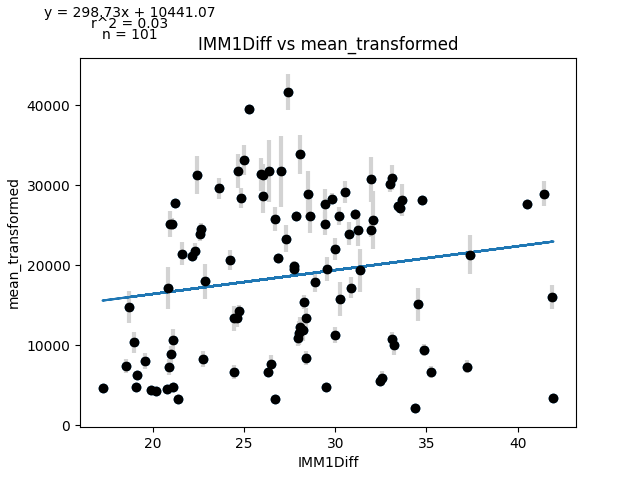 y = 298.73x + 10441.07
r^2 = 0.03
n = 101
IMM1Diff vs mean_transformed
mean_transformed
40000
30000
20000
10000
0
20 25 30 35 40
IMM1Diff